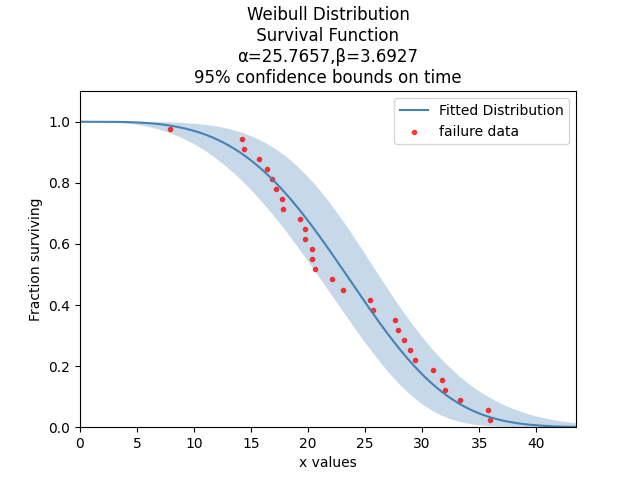 Weibull Distribution
Survival Function
α=25.7657,β=3.6927
95% confidence bounds on time
Fitted Distribution
failure data
Fraction surviving
1.0
0.8
0.6
0.4
0.2
0.0
0 5 10 15 20 25 30 35 40
x values